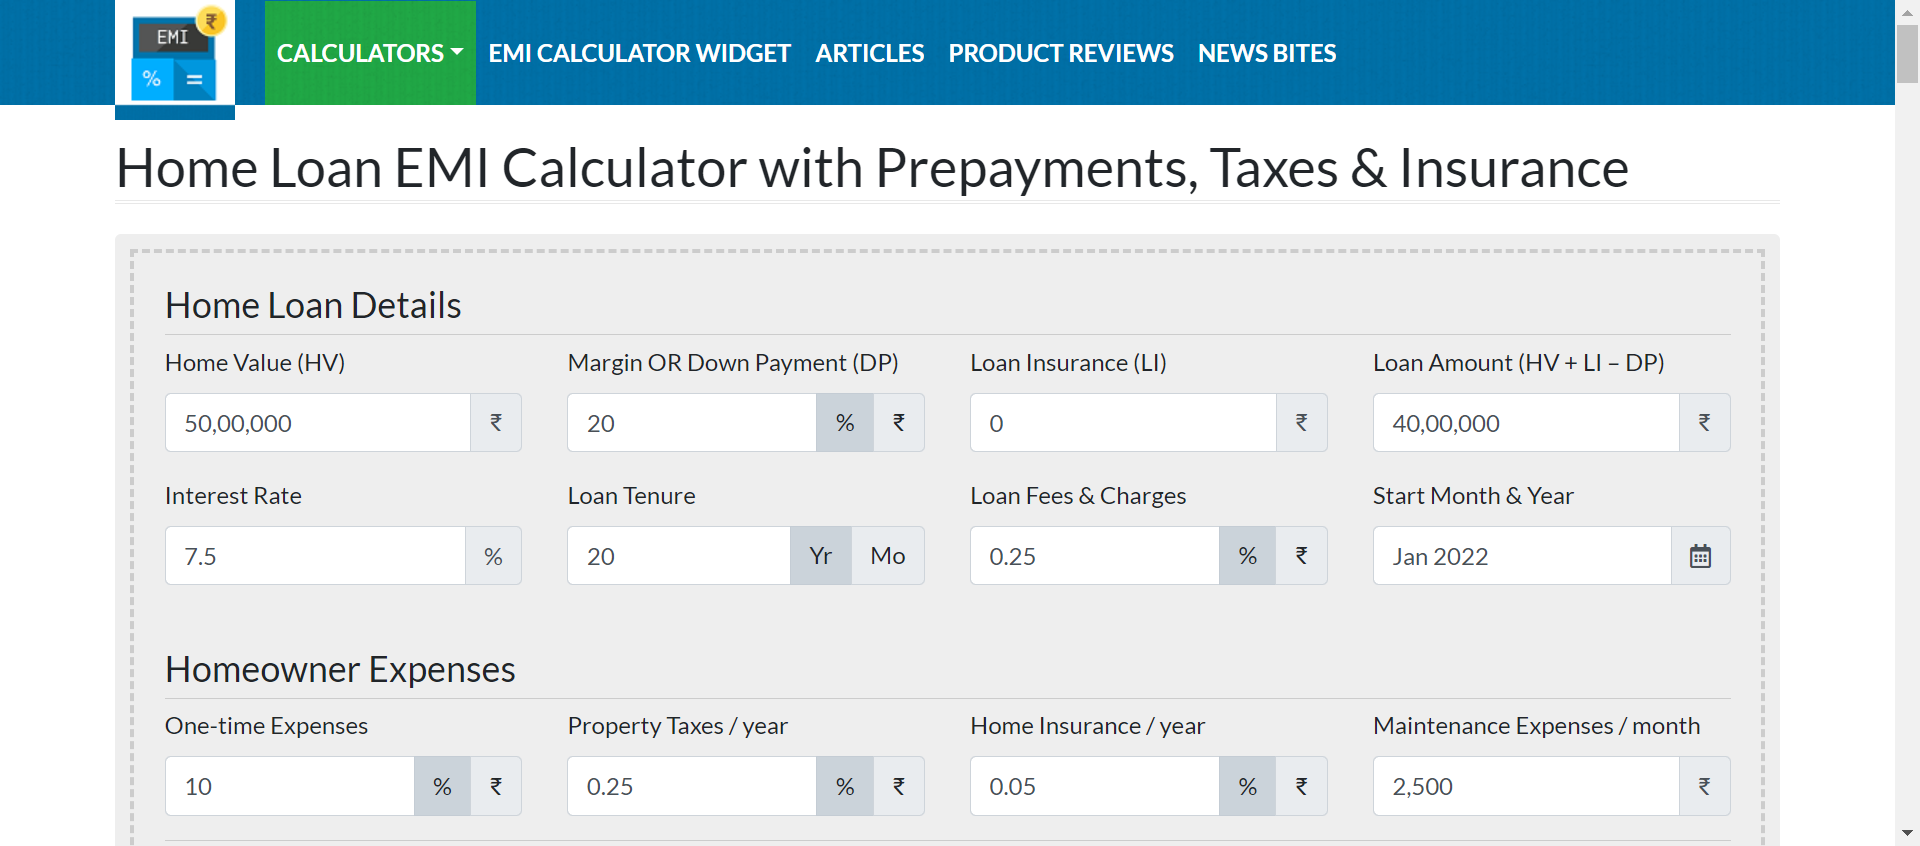 EMI ₹
% =
CALCULATORS EMI CALCULATOR WIDGET ARTICLES PRODUCT REVIEWS NEWS BITES
Home Loan EMI Calculator with Prepayments, Taxes & Insurance
Home Loan Details
Home Value (HV) Margin OR Down Payment (DP) Loan Insurance (LI) Loan Amount (HV + LI – DP)
50,00,000 ₹ 20 % ₹ 0 ₹ 40,00,000 ₹
Interest Rate Loan Tenure Loan Fees & Charges Start Month & Year
7.5 % 20 Yr Mo 0.25 % ₹ Jan 2022
Homeowner Expenses
One-time Expenses Property Taxes / year Home Insurance / year Maintenance Expenses / month
10 % ₹ 0.25 % ₹ 0.05 % ₹ 2,500 ₹